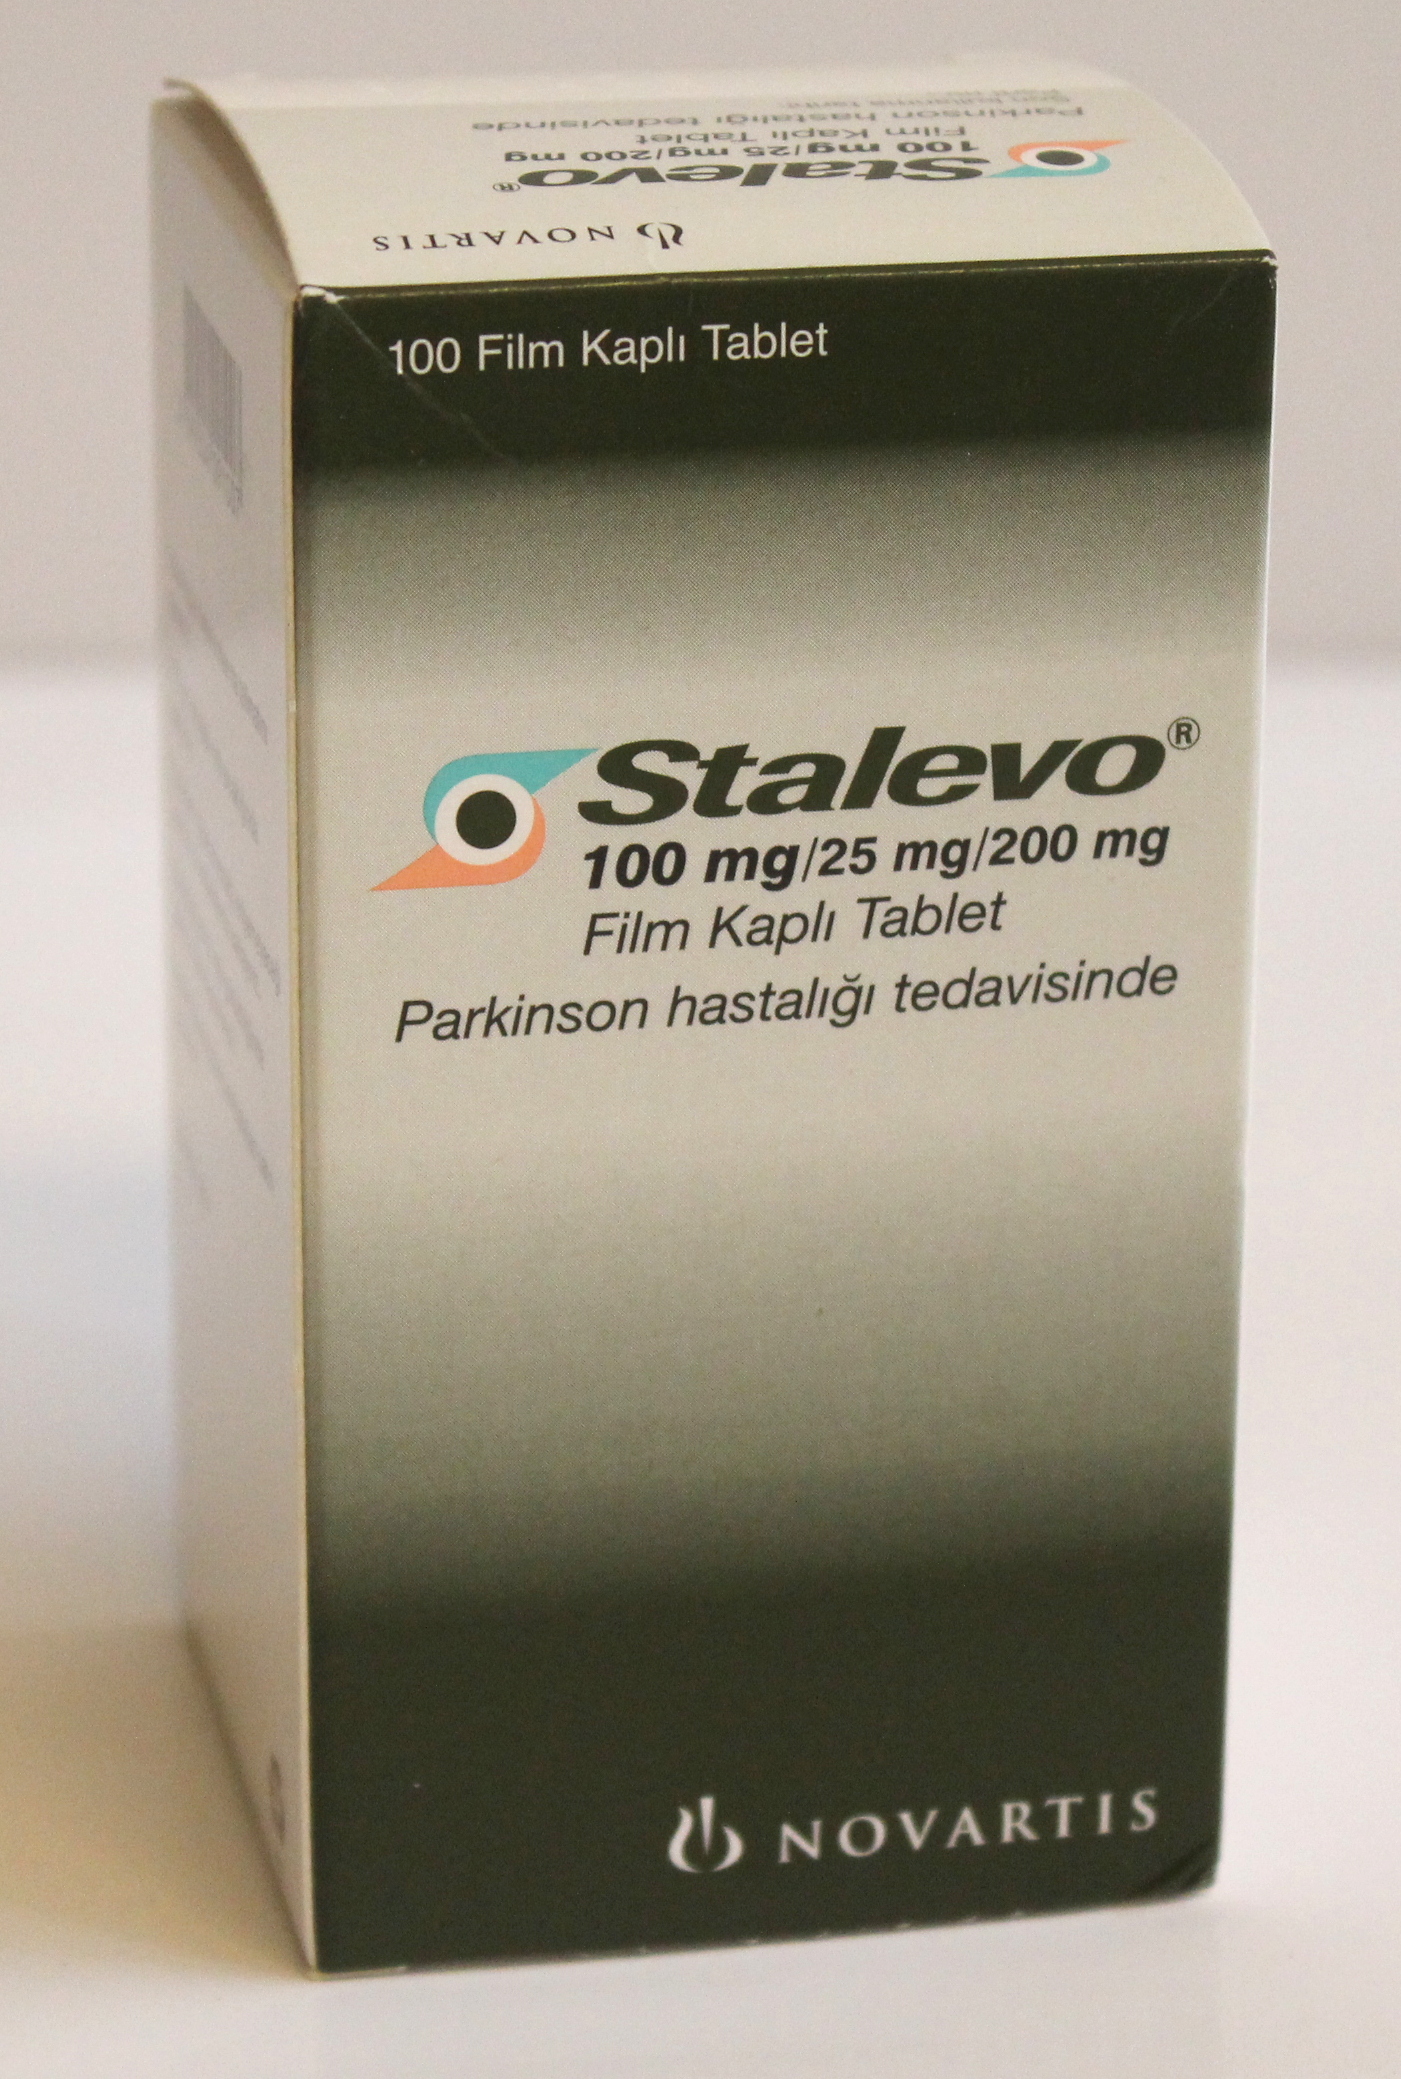 Parkinson hastalığı tedavisinde
Film Kaplı Tablet
100 mg/25 mg/200 mg
Stalevo®
NOVARTIS
100 Film Kaplı Tablet
Stalevo®
100 mg/25 mg/200 mg
Film Kaplı Tablet
Parkinson hastalığı tedavisinde
NOVARTIS